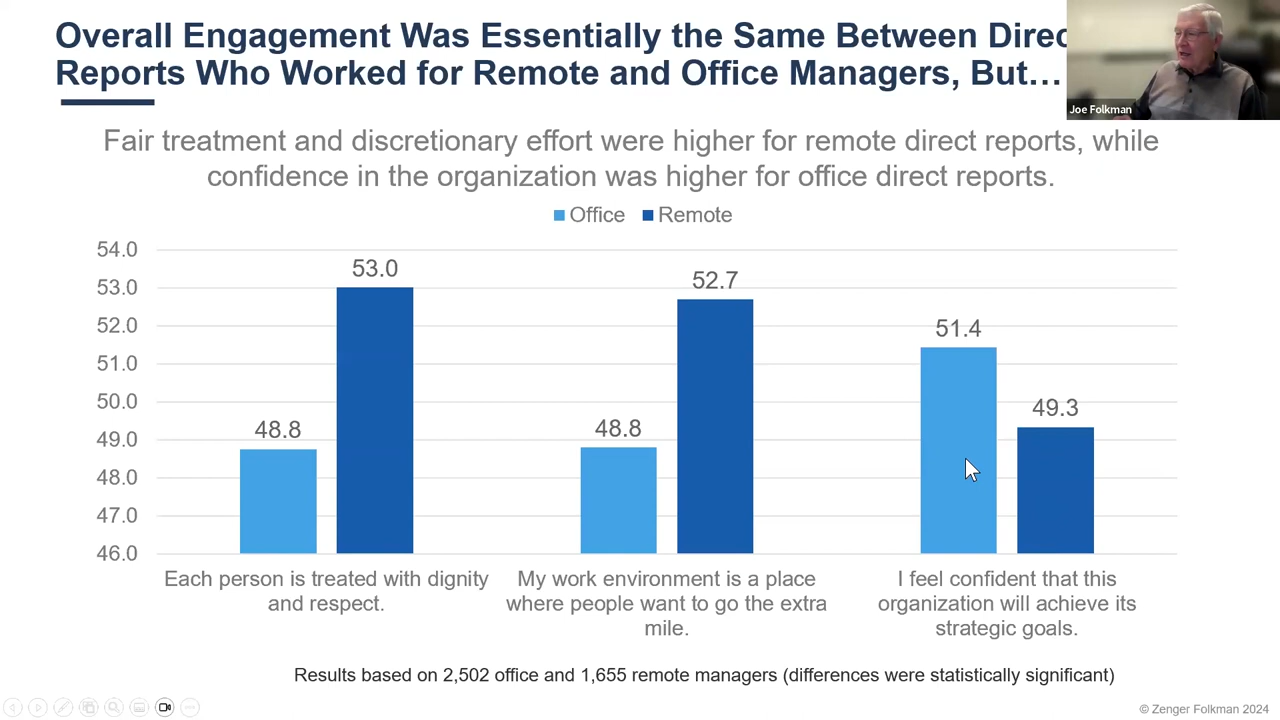 Overall Engagement Was Essentially the Same Between Direc
Reports Who Worked for Remote and Office Managers, But…
Joe Folkman
Fair treatment and discretionary effort were higher for remote direct reports, while
confidence in the organization was higher for office direct reports.
Office Remote
54.0
53.0
52.0
51.0
50.0
49.0
48.0
47.0
46.0
48.8
53.0
48.8
52.7
51.4
49.3
Each person is treated with dignity
and respect.
My work environment is a place
where people want to go the extra
mile.
I feel confident that this
organization will achieve its
strategic goals.
Results based on 2,502 office and 1,655 remote managers (differences were statistically significant)
© Zenger Folkman 2024